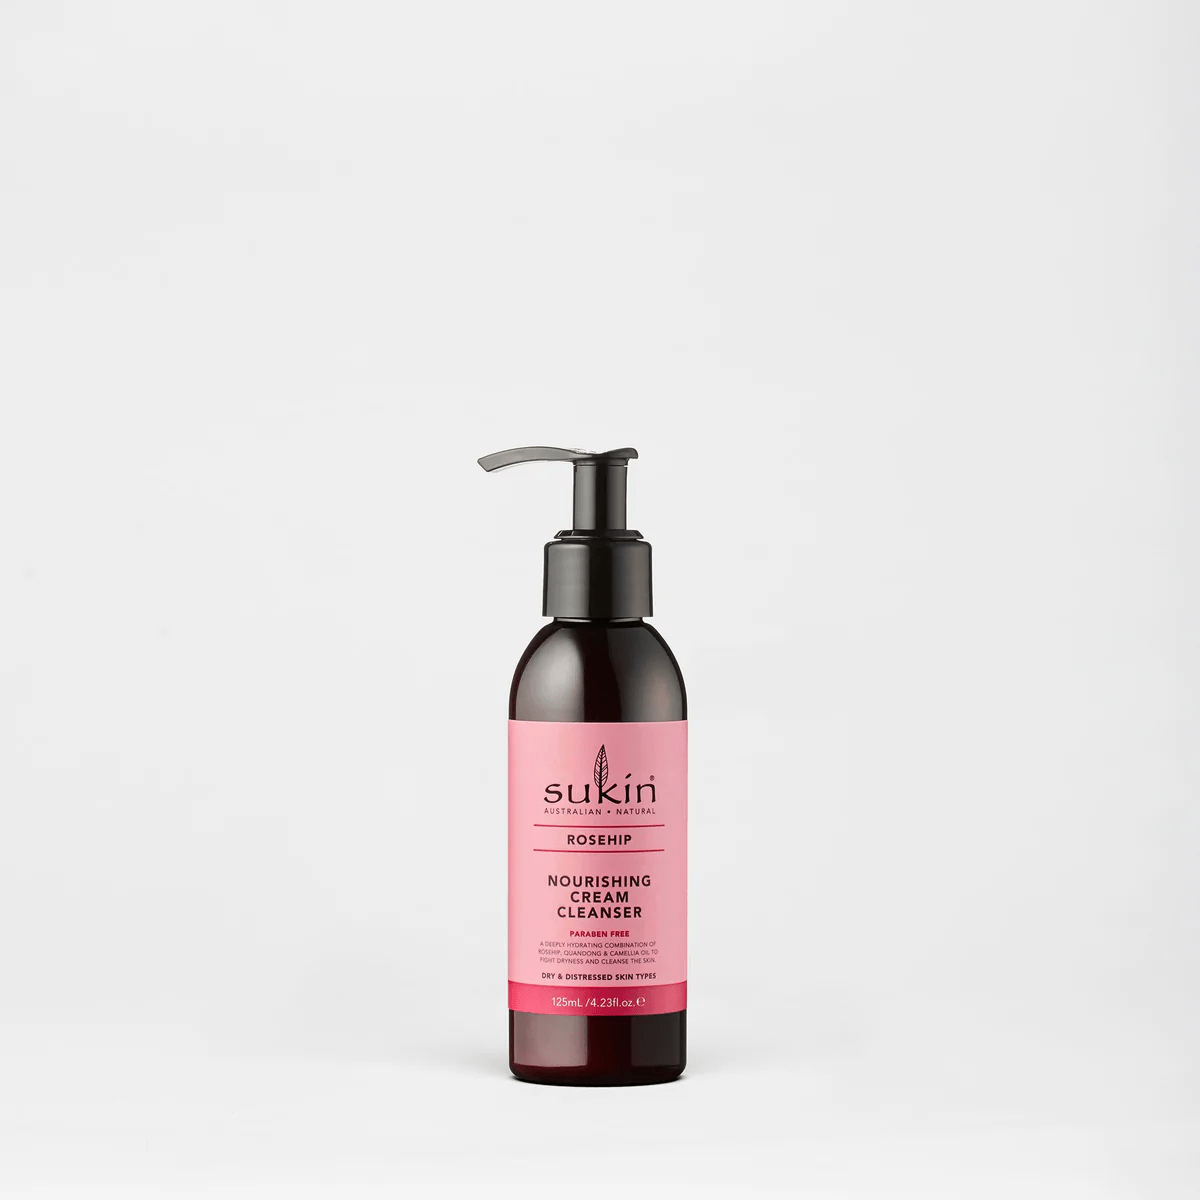 sukin®
AUSTRALIAN • NATURAL
ROSEHIP
NOURISHING
CREAM
CLEANSER
PARABEN FREE
A DEEPLY HYDRATING COMBINATION OF
ROSEHIP, QUANDONG & CAMELLIA OIL TO
FIGHT DRYNESS AND CLEANSE THE SKIN.
DRY & DISTRESSED SKIN TYPES
125mL/4.23fl.oz.℮